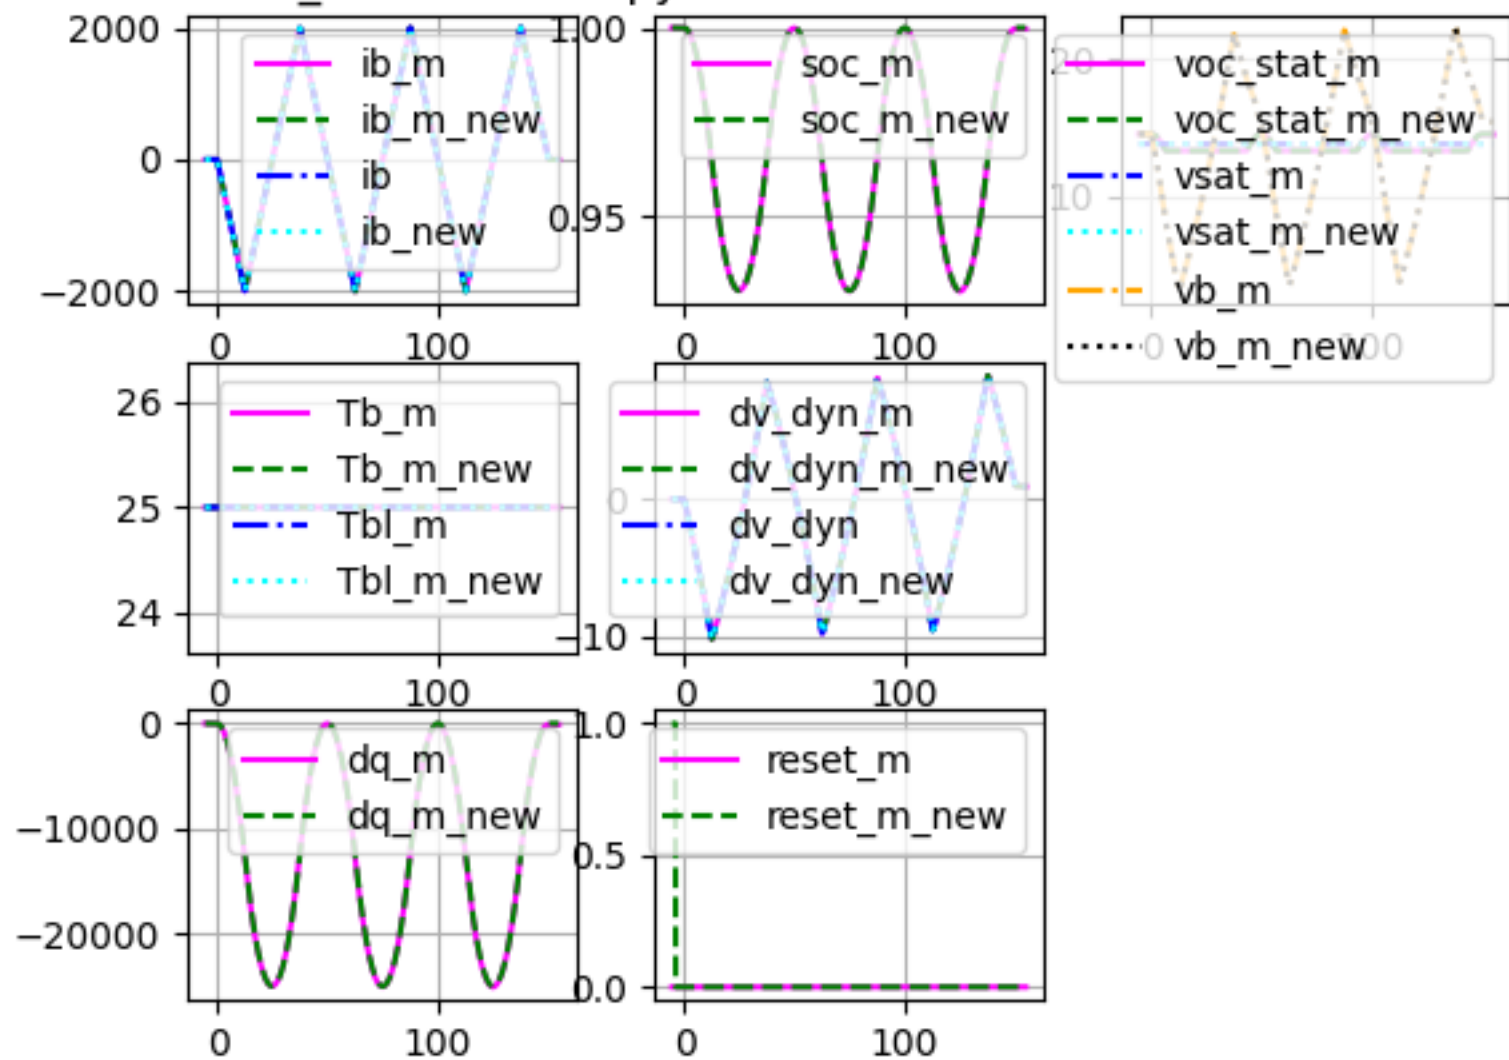 2000
0
−2000
0
100
ib_m
ib_m_new
ib
ib_new
1.00
0.95
0
100
soc_m
soc_m_new
20
10
0
100
voc_stat_m
voc_stat_m_new
vsat_m
vsat_m_new
vb_m
vb_m_new
26
25
24
0
100
Tb_m
Tb_m_new
Tbl_m
Tbl_m_new
0
−10
0
100
dv_dyn_m
dv_dyn_m_new
dv_dyn
dv_dyn_new
0
−10000
−20000
0
100
dq_m
dq_m_new
1.0
0.5
0.0
0
100
reset_m
reset_m_new